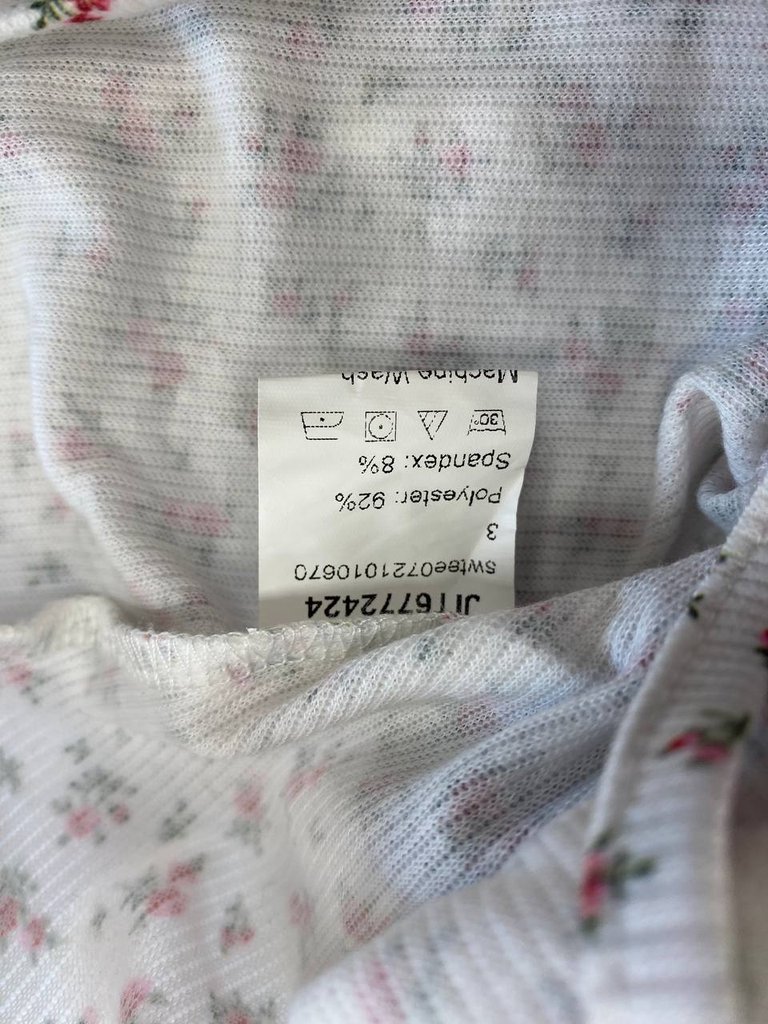 JIT6772424
swtee0721010670
3
Polyester: 92%
Spandex: 8%
30°
Machine Wash